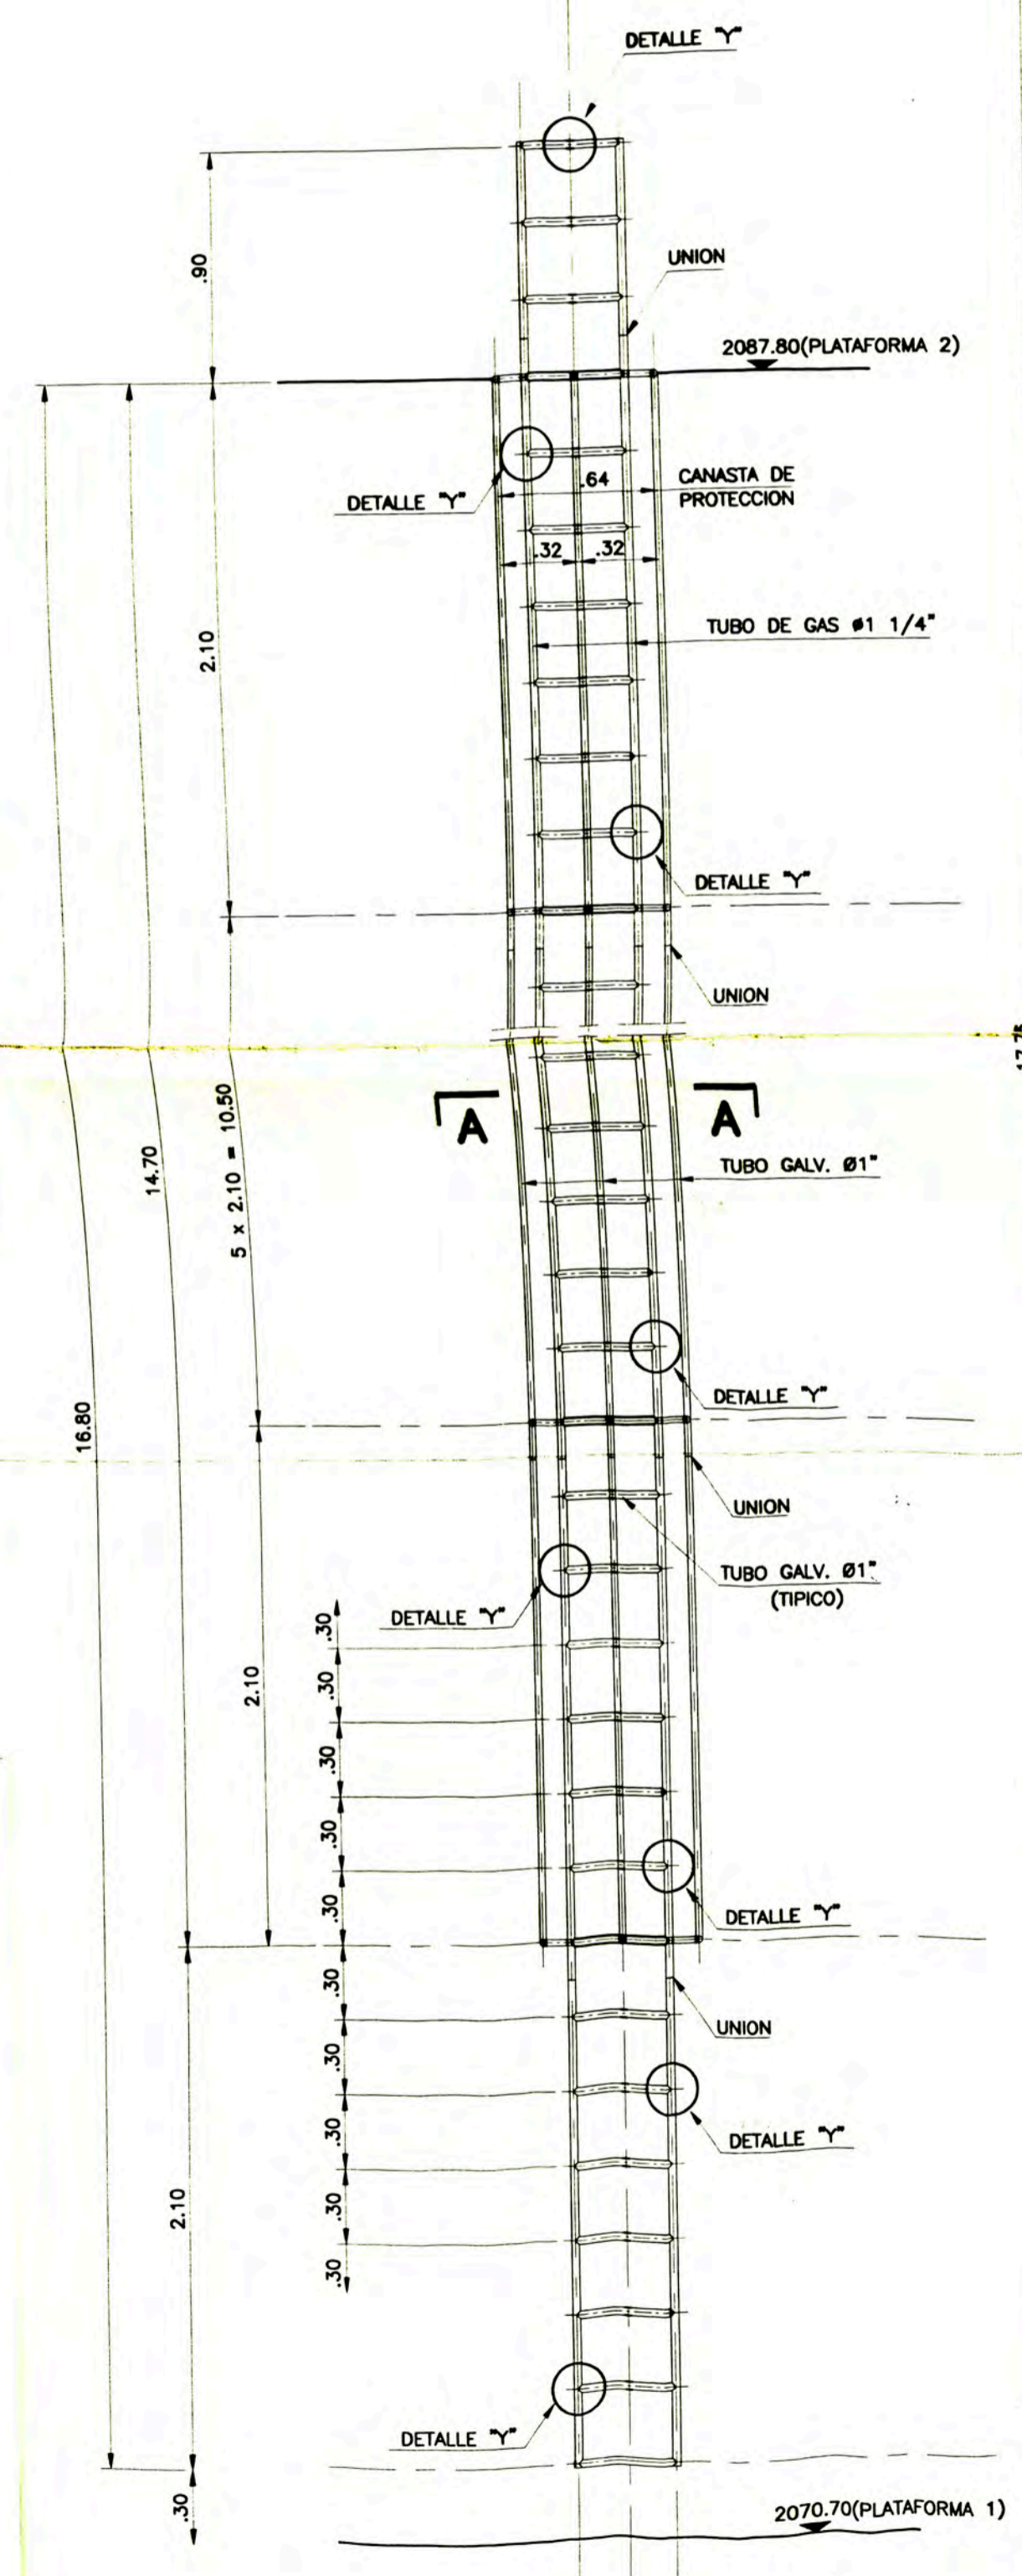 DETALLE "Y"
.90
UNION
2087.80(PLATAFORMA 2)
DETALLE "Y"
.64
CANASTA DE
PROTECCION
.32
.32
2.10
TUBO DE GAS ø1 1/4"
DETALLE "Y"
UNION
17.75
A
A
5 x 2.10 = 10.50
14.70
TUBO GALV. Ø1"
DETALLE "Y"
16.80
UNION
TUBO GALV. Ø1"
(TIPICO)
DETALLE "Y"
.30
.30
2.10
.30
.30
.30
DETALLE "Y"
.30
UNION
.30
DETALLE "Y"
.30
.30
2.10
.30
DETALLE "Y"
.30
2070.70(PLATAFORMA 1)